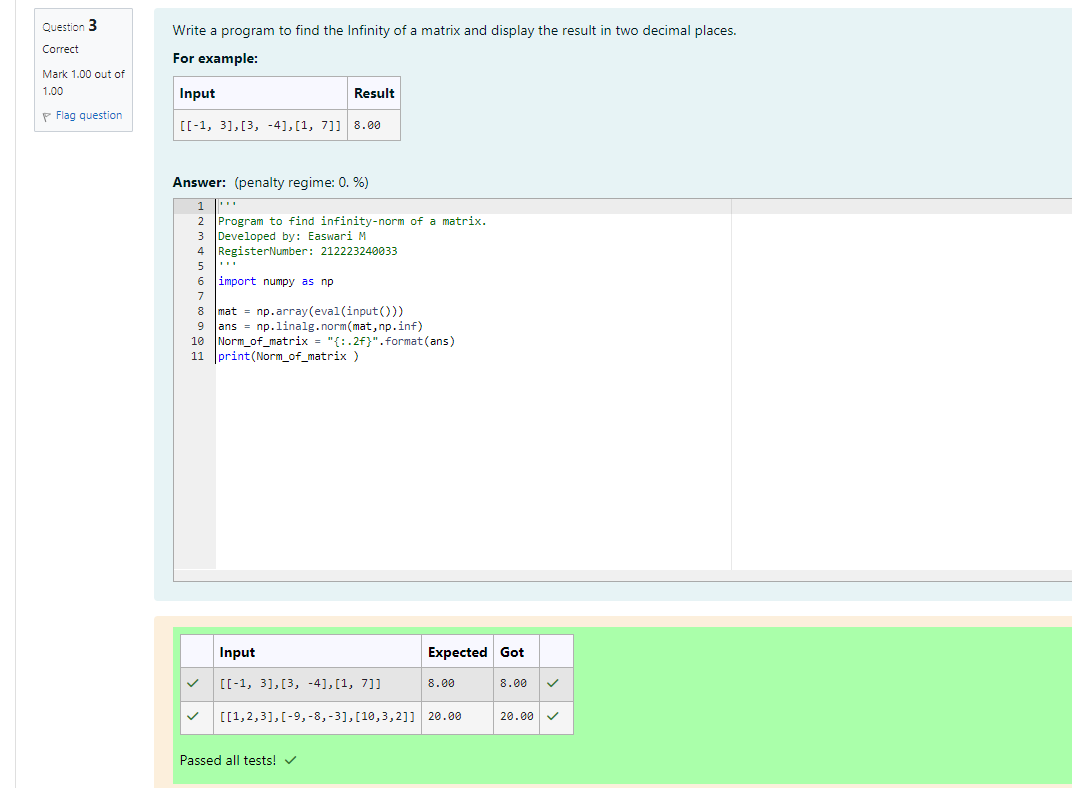 Question 3
Correct
Mark 1.00 out of
1.00
Flag question
Write a program to find the Infinity of a matrix and display the result in two decimal places.
For example:
Input Result
[[-1, 3],[3, -4],[1, 7]] 8.00
Answer: (penalty regime: 0. %)
1 '''
2 Program to find infinity-norm of a matrix.
3 Developed by: Easwari M
4 RegisterNumber: 212223240033
5 '''
6 import numpy as np
7
8 mat = np.array(eval(input()))
9 ans = np.linalg.norm(mat,np.inf)
10 Norm_of_matrix = "{:.2f}".format(ans)
11 print(Norm_of_matrix )
Input Expected Got
[[-1, 3],[3, -4],[1, 7]] 8.00 8.00
[[1,2,3],[-9,-8,-3],[10,3,2]] 20.00 20.00
Passed all tests!